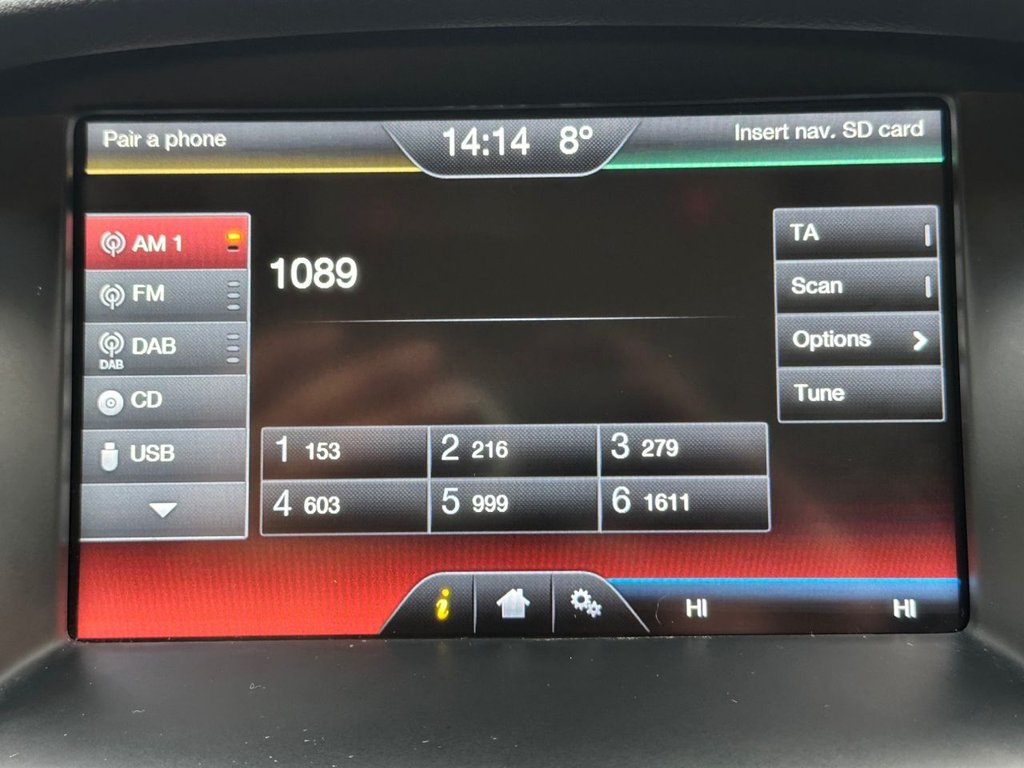 Pair a phone
14:14 8°
Insert nav. SD card
AM 1
FM
DAB
DAB
CD
USB
1089
1 153
2 216
3 279
4 603
5 999
6 1611
TA
Scan
Options
Tune
i
HI
HI